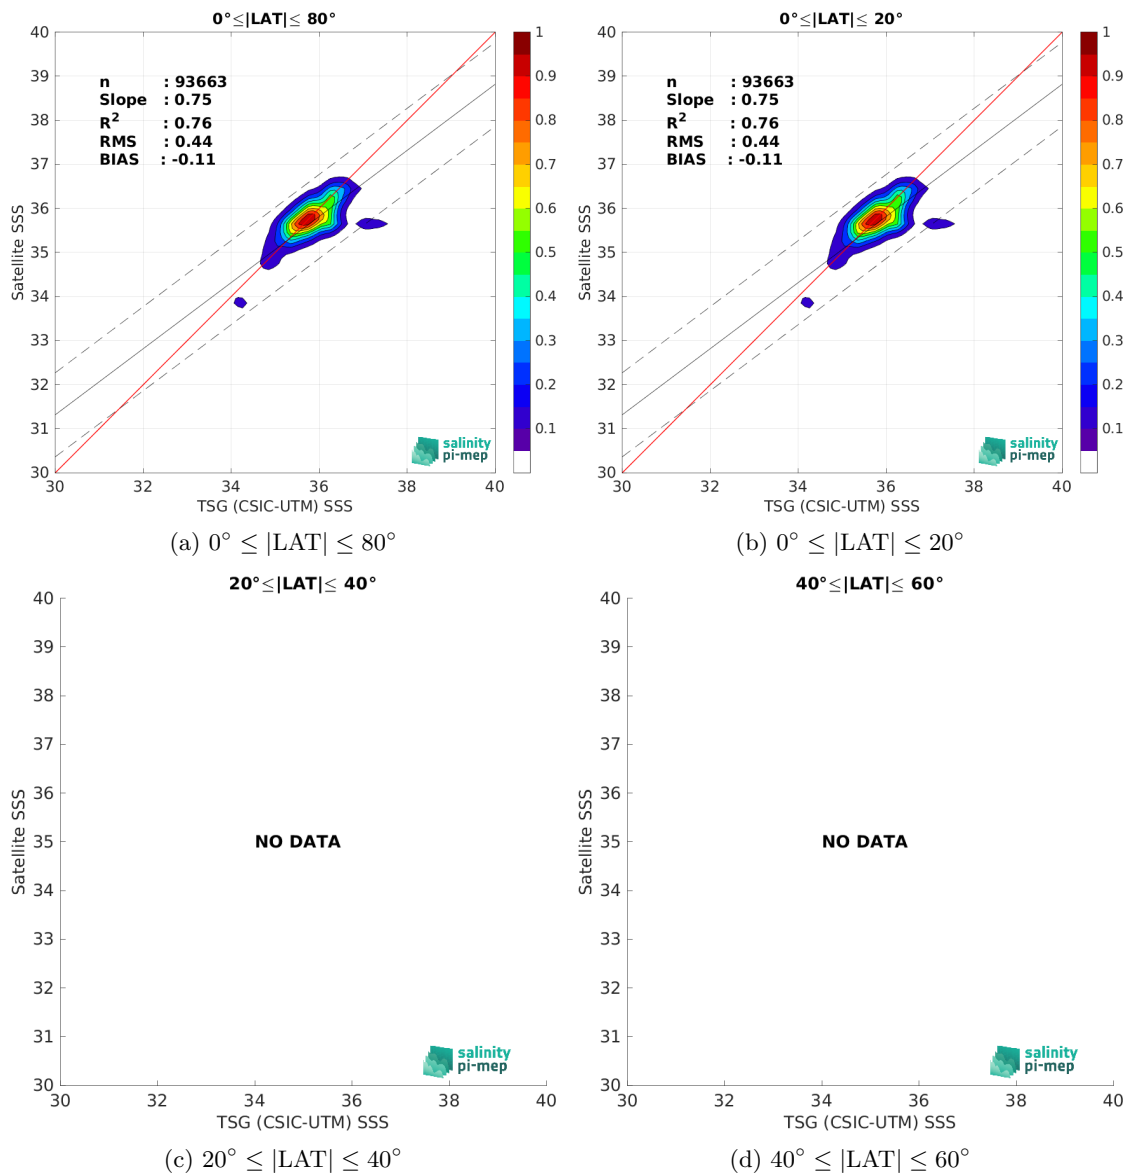 0°≤|LAT|≤ 80°
40
39
38
37
36
35
34
33
32
31
30
Satellite SSS
n : 93663
Slope : 0.75
R² : 0.76
RMS : 0.44
BIAS : -0.11
salinity
pi-mep
30 32 34 36 38 40
TSG (CSIC-UTM) SSS
1
0.9
0.8
0.7
0.6
0.5
0.4
0.3
0.2
0.1
(a) 0° ≤ |LAT| ≤ 80°
0°≤|LAT|≤ 20°
40
39
38
37
36
35
34
33
32
31
30
Satellite SSS
n : 93663
Slope : 0.75
R² : 0.76
RMS : 0.44
BIAS : -0.11
salinity
pi-mep
30 32 34 36 38 40
TSG (CSIC-UTM) SSS
1
0.9
0.8
0.7
0.6
0.5
0.4
0.3
0.2
0.1
(b) 0° ≤ |LAT| ≤ 20°
20°≤|LAT|≤ 40°
40
39
38
37
36
35
34
33
32
31
30
Satellite SSS
NO DATA
salinity
pi-mep
30 32 34 36 38 40
TSG (CSIC-UTM) SSS
(c) 20° ≤ |LAT| ≤ 40°
40°≤|LAT|≤ 60°
40
39
38
37
36
35
34
33
32
31
30
Satellite SSS
NO DATA
salinity
pi-mep
30 32 34 36 38 40
TSG (CSIC-UTM) SSS
(d) 40° ≤ |LAT| ≤ 60°